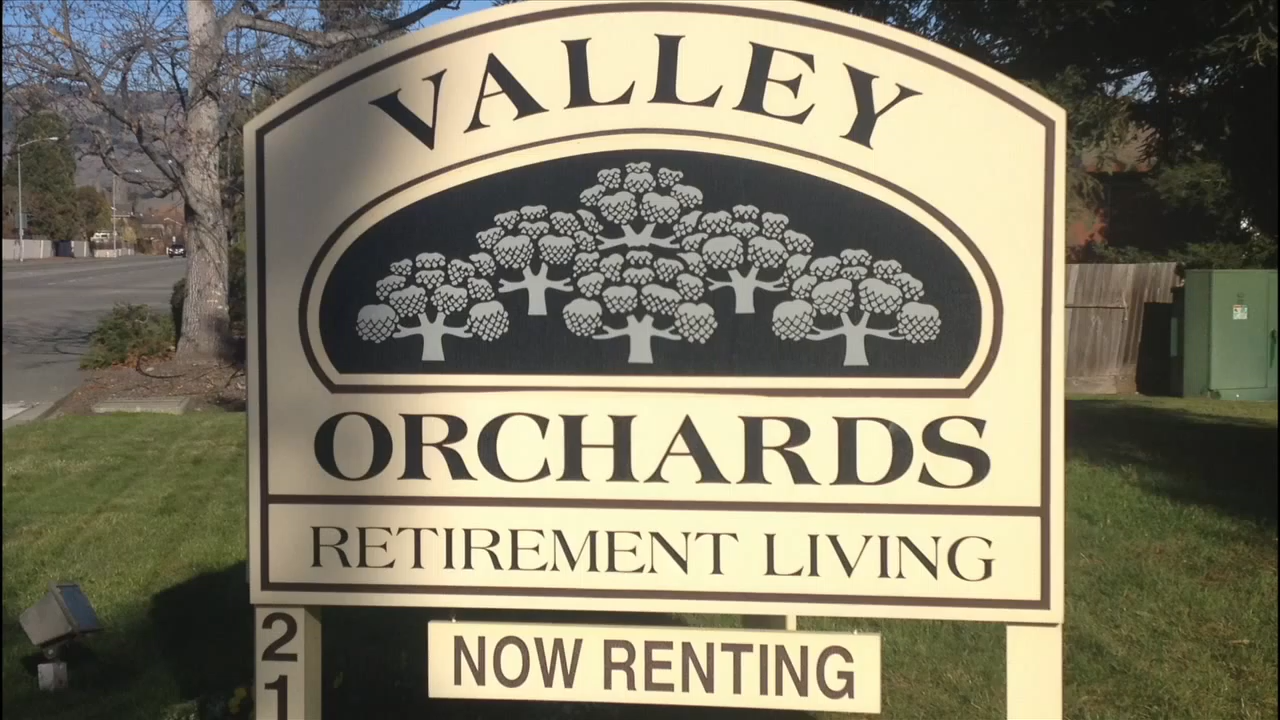 VALLEY
ORCHARDS
RETIREMENT LIVING
NOW RENTING
2
1